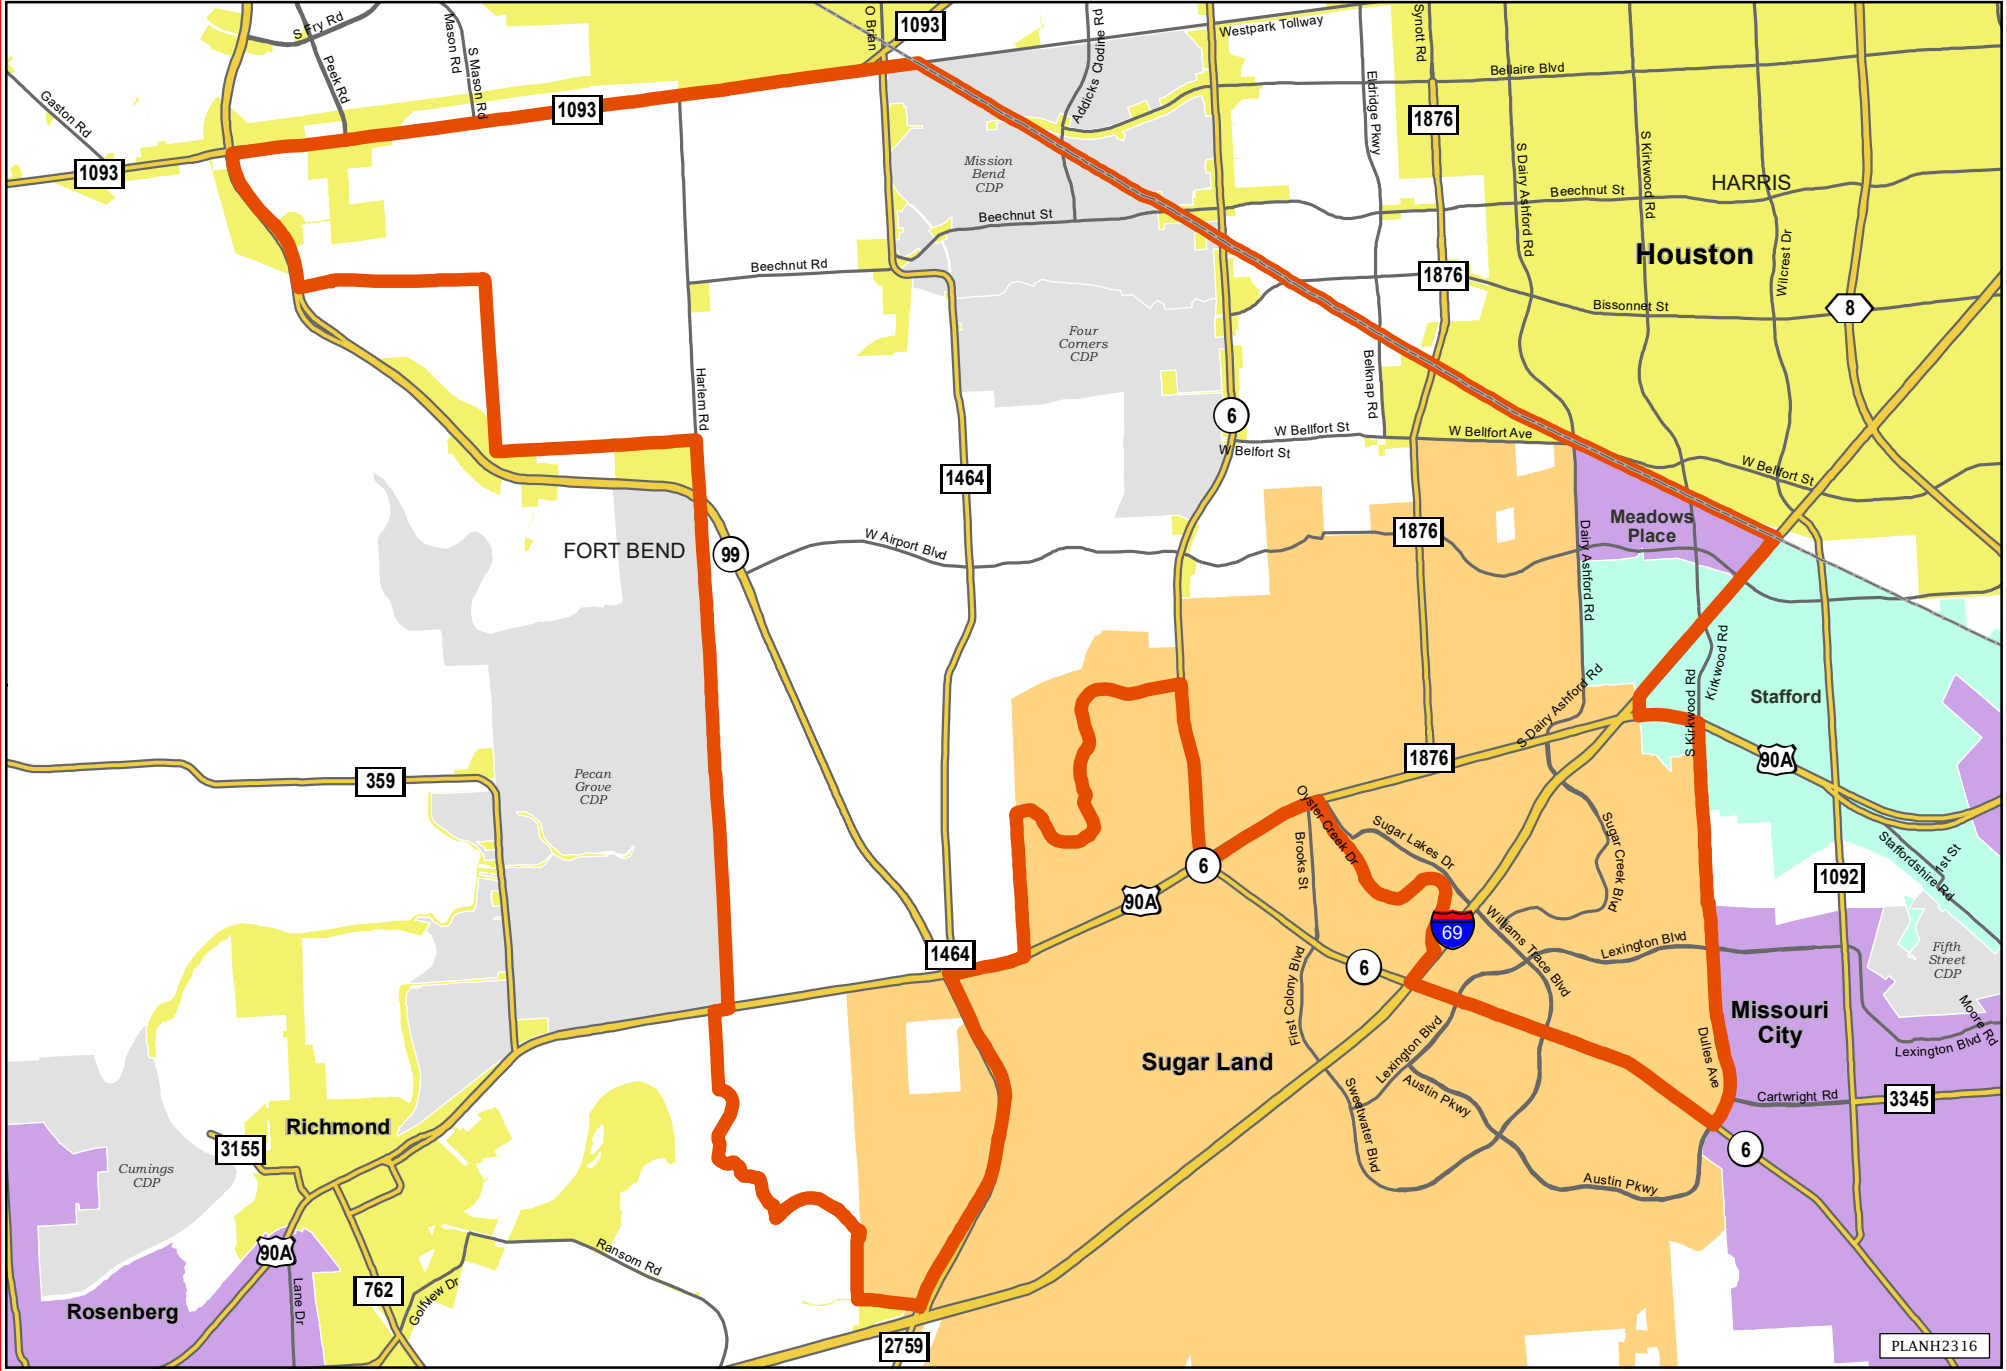 S Fry Rd
Mason Rd
S Mason Rd
Peek Rd
Gaston Rd
1093
1093
1093
O Brian
Addicks Clodine Rd
Westpark Tollway
Synott Rd
Bellaire Blvd
Eldridge Pkwy
1876
S Dairy Ashford Rd
S Kirkwood Rd
HARRIS
Beechnut St
Mission
Bend
CDP
Beechnut St
Houston
Wilcrest Dr
Beechnut Rd
1876
Bissonnet St
8
Four
Corners
CDP
Harlem Rd
Belknap Rd
6
W Bellfort St
W Belfort St
W Bellfort Ave
W Bellfort St
1464
Meadows
Place
1876
Dairy Ashford Rd
W Airport Blvd
FORT BEND
99
Kirkwood Rd
S Kirkwood Rd
Stafford
S Dairy Ashford Rd
1876
90A
359
Pecan
Grove
CDP
Oyster Creek Dr
Sugar Lakes Dr
Brooks St
Sugar Creek Blvd
Staffordshire Rd
1st St
1092
6
90A
69
Williams Trace Blvd
Lexington Blvd
Fifth
Street
CDP
1464
6
First Colony Blvd
Missouri
City
Moore Rd
Lexington Blvd
Dulles Ave
Sugar Land
Lexington Blvd
Austin Pkwy
Sweetwater Blvd
Cartwright Rd
3345
6
Austin Pkwy
Richmond
3155
Cumings
CDP
90A
Ransom Rd
762
Golfview Dr
Lane Dr
Rosenberg
2759
PLANH2316